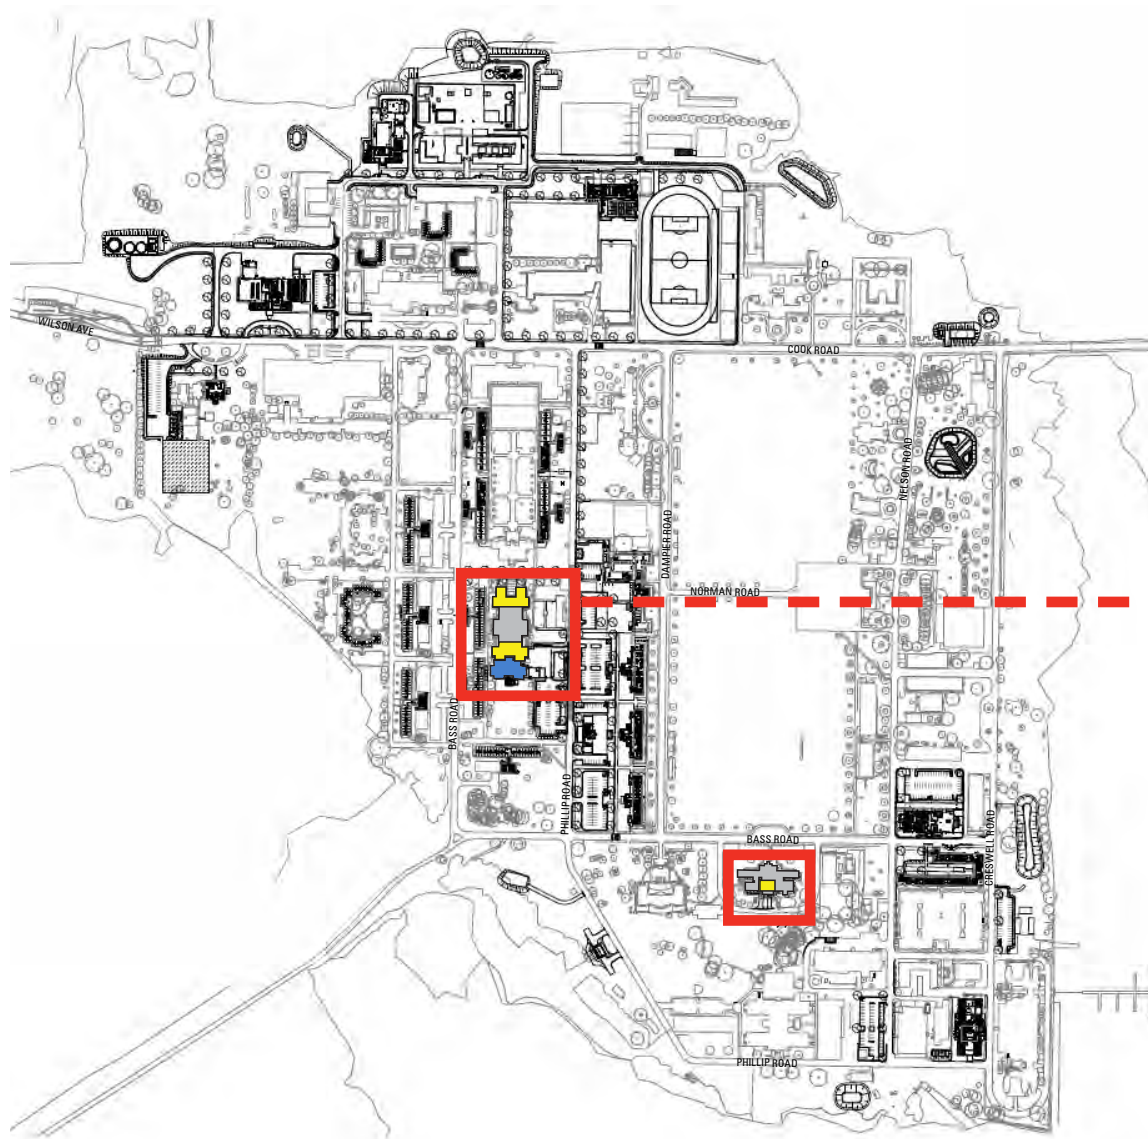 WILSON AVE
COOK ROAD
NELSON ROAD
DAMPIER ROAD
NORMAN ROAD
BASS ROAD
PHILLIP ROAD
BASS ROAD
CRESWELL ROAD
PHILLIP ROAD